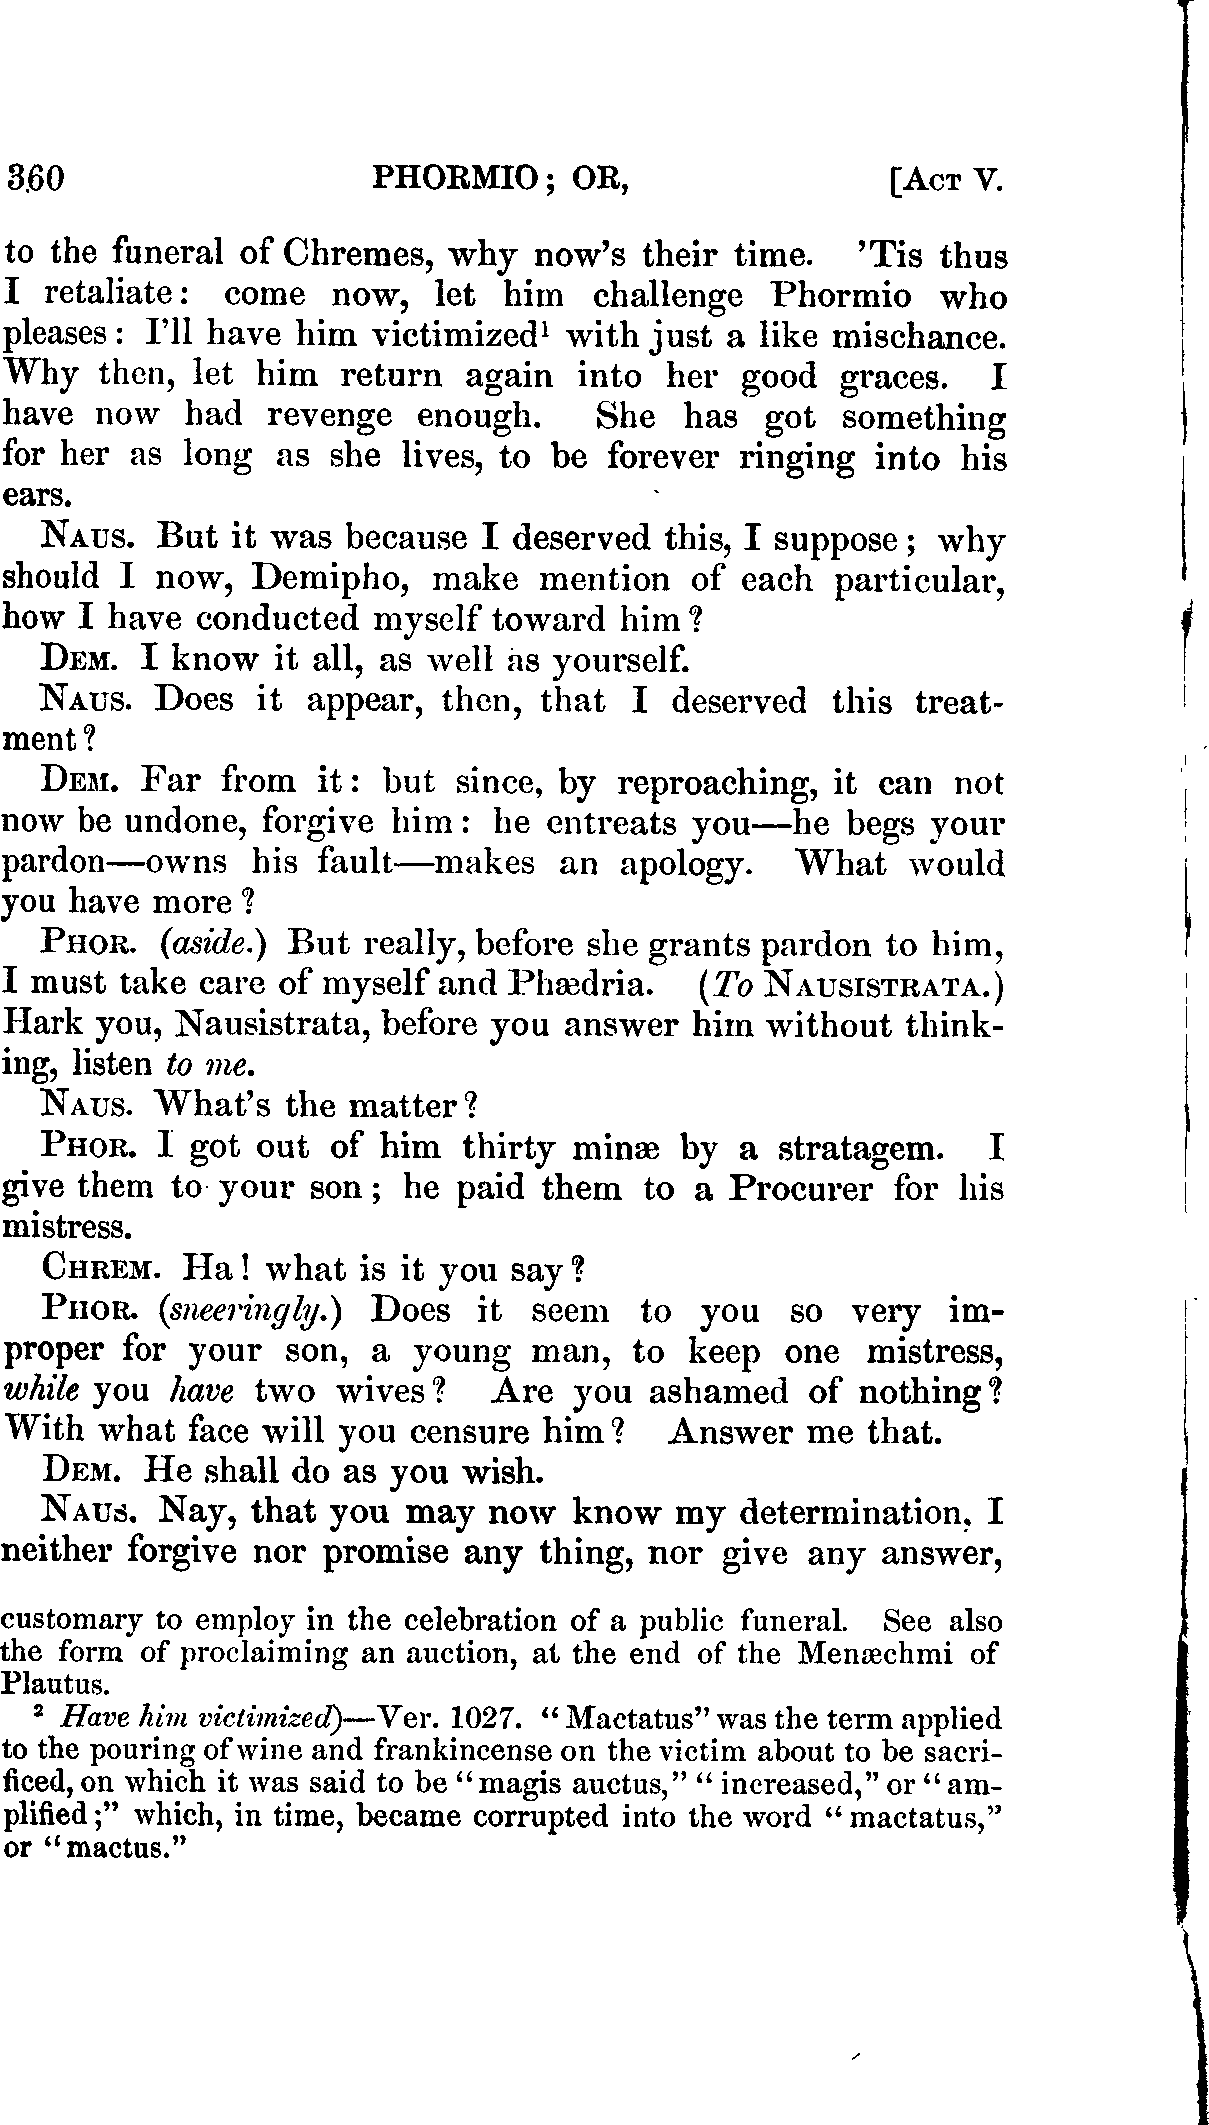 360 PHORMIO; OR, [ACT V.
to the funeral of Chremes, why now's their time. 'Tis thus
I retaliate: come now, let him challenge Phormio who
pleases: I'll have him victimized¹ with just a like mischance.
Why then, let him return again into her good graces. I
have now had revenge enough. She has got something
for her as long as she lives, to be forever ringing into his
ears.
NAUS. But it was because I deserved this, I suppose; why
should I now, Demipho, make mention of each particular,
how I have conducted myself toward him?
DEM. I know it all, as well as yourself.
NAUS. Does it appear, then, that I deserved this treat-
ment?
DEM. Far from it: but since, by reproaching, it can not
now be undone, forgive him: he entreats you—he begs your
pardon—owns his fault—makes an apology. What would
you have more?
PHOR. (aside.) But really, before she grants pardon to him,
I must take care of myself and Phædria. (To NAUSISTRATA.)
Hark you, Nausistrata, before you answer him without think-
ing, listen to me.
NAUS. What's the matter?
PHOR. I got out of him thirty minæ by a stratagem. I
give them to your son; he paid them to a Procurer for his
mistress.
CHREM. Ha! what is it you say?
PHOR. (sneeringly.) Does it seem to you so very im-
proper for your son, a young man, to keep one mistress,
while you have two wives? Are you ashamed of nothing?
With what face will you censure him? Answer me that.
DEM. He shall do as you wish.
NAUS. Nay, that you may now know my determination, I
neither forgive nor promise any thing, nor give any answer,
customary to employ in the celebration of a public funeral. See also
the form of proclaiming an auction, at the end of the Menæchmi of
Plautus.
² Have him victimized)—Ver. 1027. "Mactatus" was the term applied
to the pouring of wine and frankincense on the victim about to be sacri-
ficed, on which it was said to be "magis auctus," "increased," or "am-
plified;" which, in time, became corrupted into the word "mactatus,"
or "mactus."